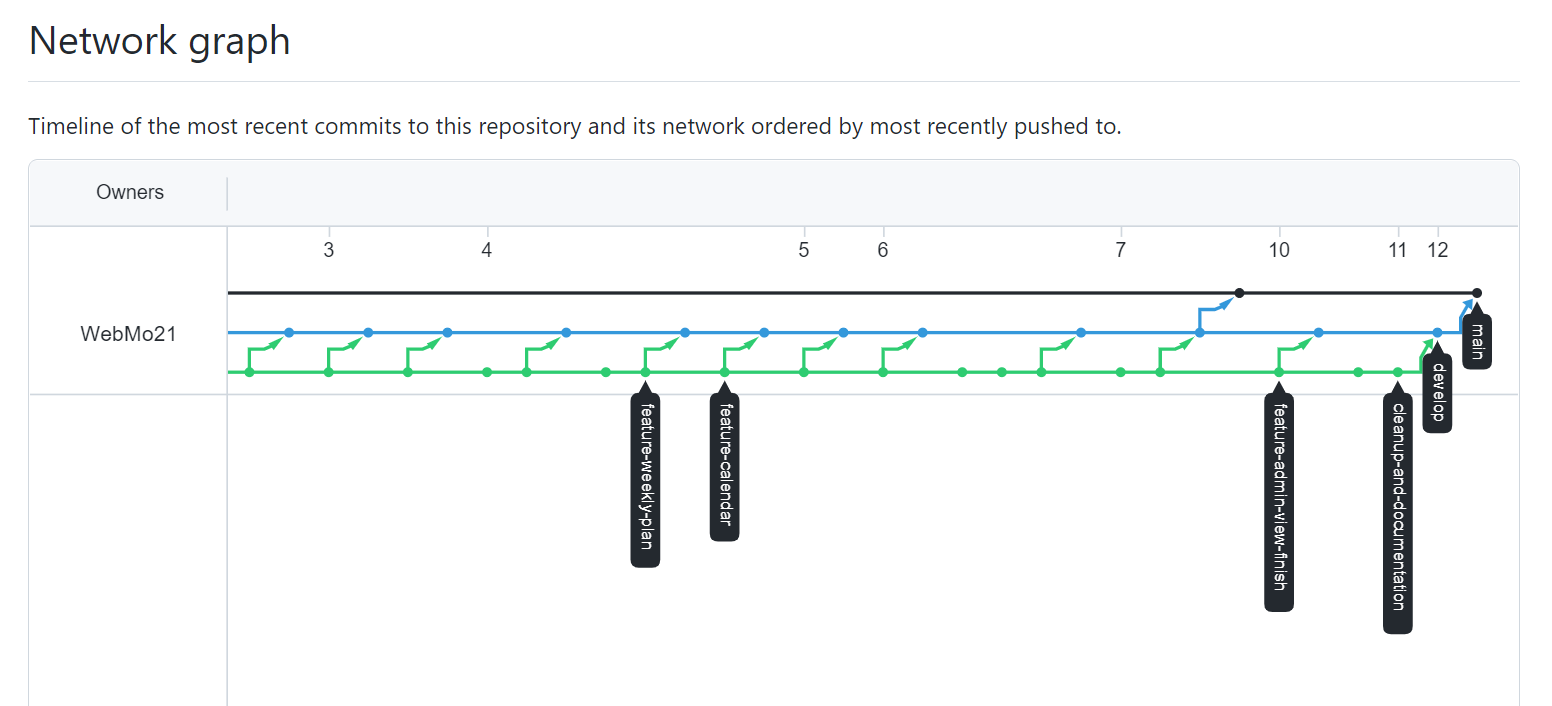 Network graph
Timeline of the most recent commits to this repository and its network ordered by most recently pushed to.
Owners
3 4 5 6 7 10 11 12
WebMo21
main
develop
feature-weekly-plan
feature-calendar
feature-admin-view-finish
cleanup-and-documentation